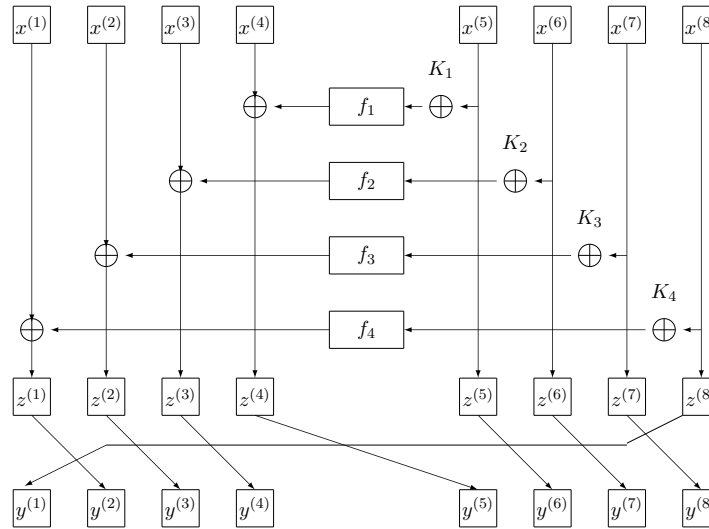 x⁽¹⁾ x⁽²⁾ x⁽³⁾ x⁽⁴⁾ x⁽⁵⁾ x⁽⁶⁾ x⁽⁷⁾ x⁽⁸⁾
K₁
f₁
K₂
f₂
K₃
f₃
K₄
f₄
z⁽¹⁾ z⁽²⁾ z⁽³⁾ z⁽⁴⁾ z⁽⁵⁾ z⁽⁶⁾ z⁽⁷⁾ z⁽⁸⁾
y⁽¹⁾ y⁽²⁾ y⁽³⁾ y⁽⁴⁾ y⁽⁵⁾ y⁽⁶⁾ y⁽⁷⁾ y⁽⁸⁾